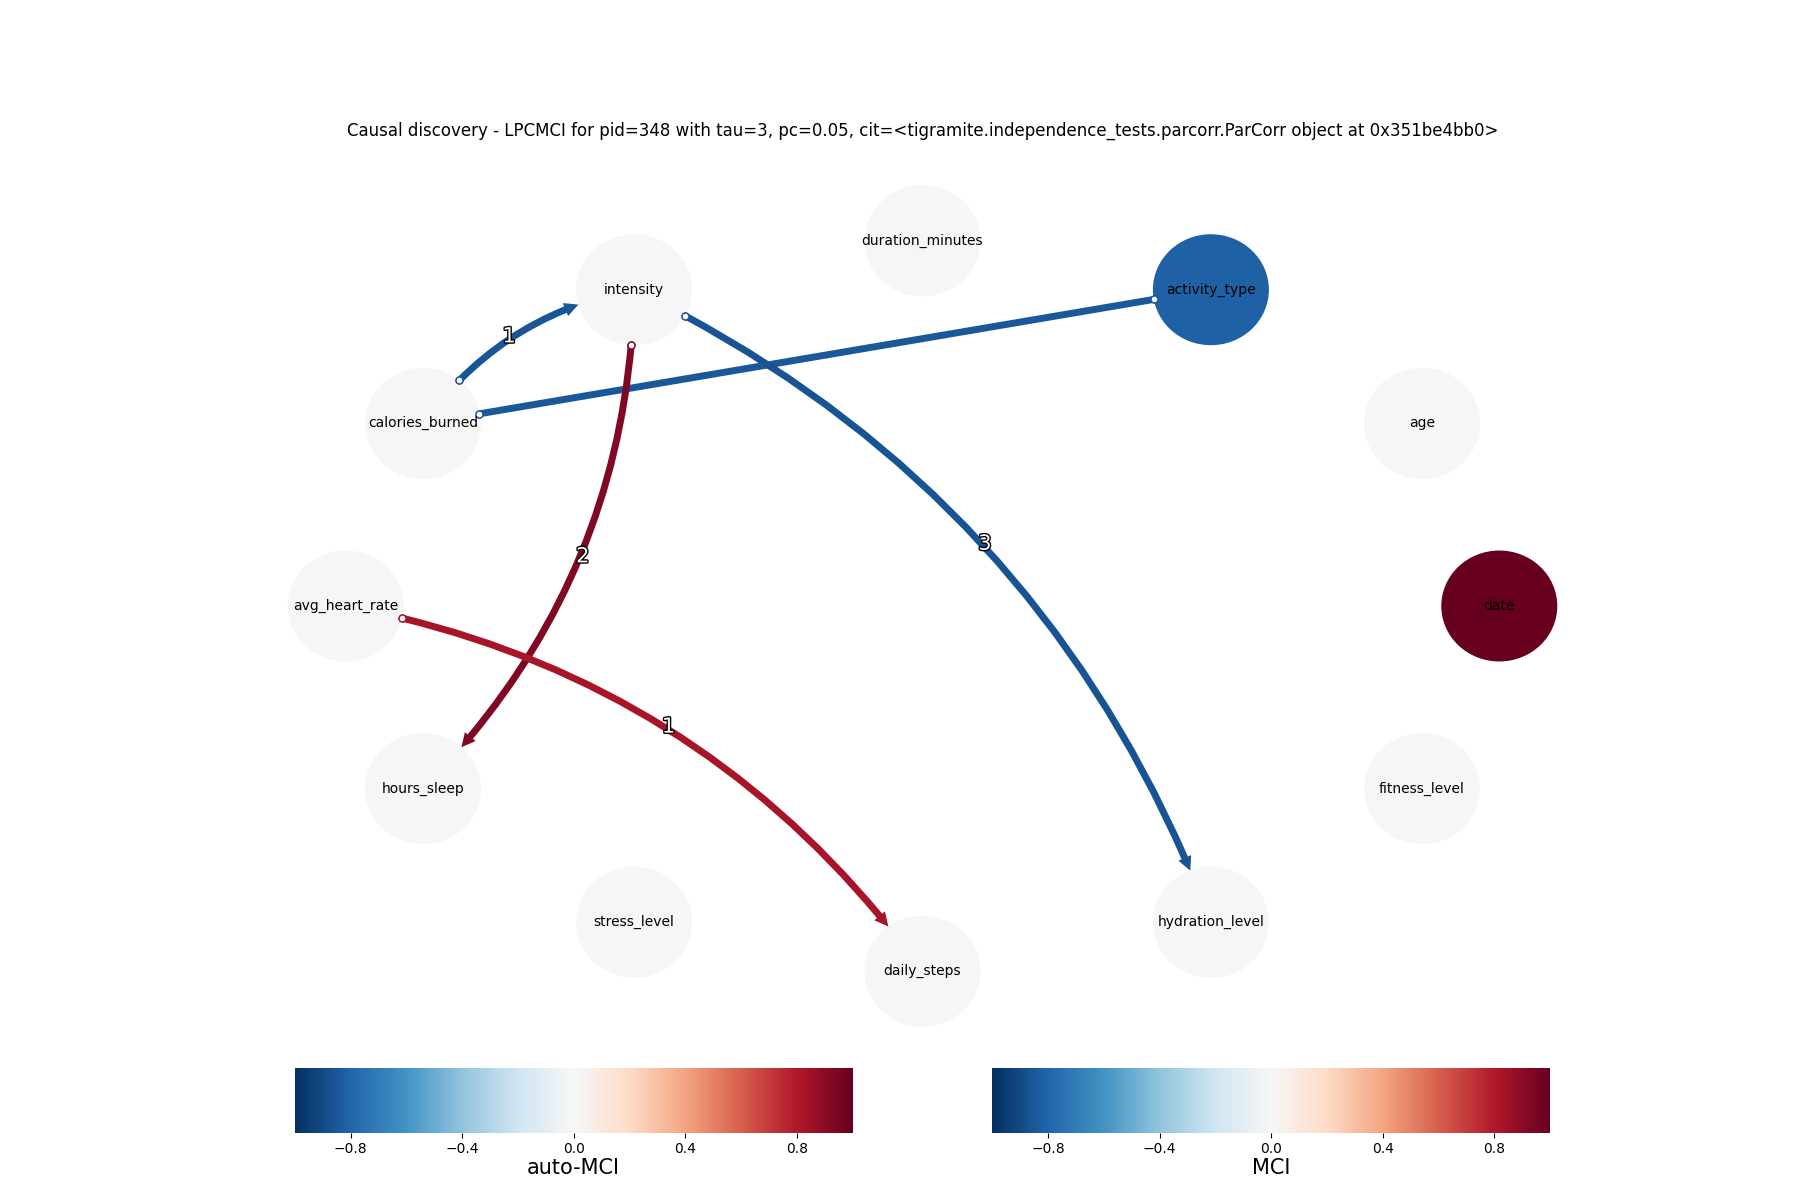 Causal discovery - LPCMCI for pid=348 with tau=3, pc=0.05, cit=<tigramite.independence_tests.parcorr.ParCorr object at 0x351be4bb0>
duration_minutes
intensity
activity_type
1
calories_burned
age
3
2
avg_heart_rate
date
1
hours_sleep
fitness_level
stress_level
hydration_level
daily_steps
−0.8 −0.4 0.0 0.4 0.8
auto-MCI
−0.8 −0.4 0.0 0.4 0.8
MCI